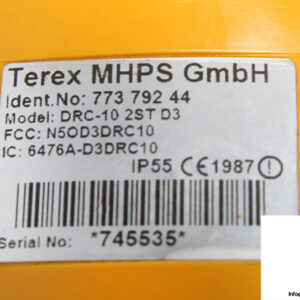 Terex MHPS GmbH
Ident.No: 773 792 44
Model: DRC-10 2ST D3
FCC: N5OD3DRC10
IC: 6476A-D3DRC10
IP55 CE1987
Serial No: *745535*